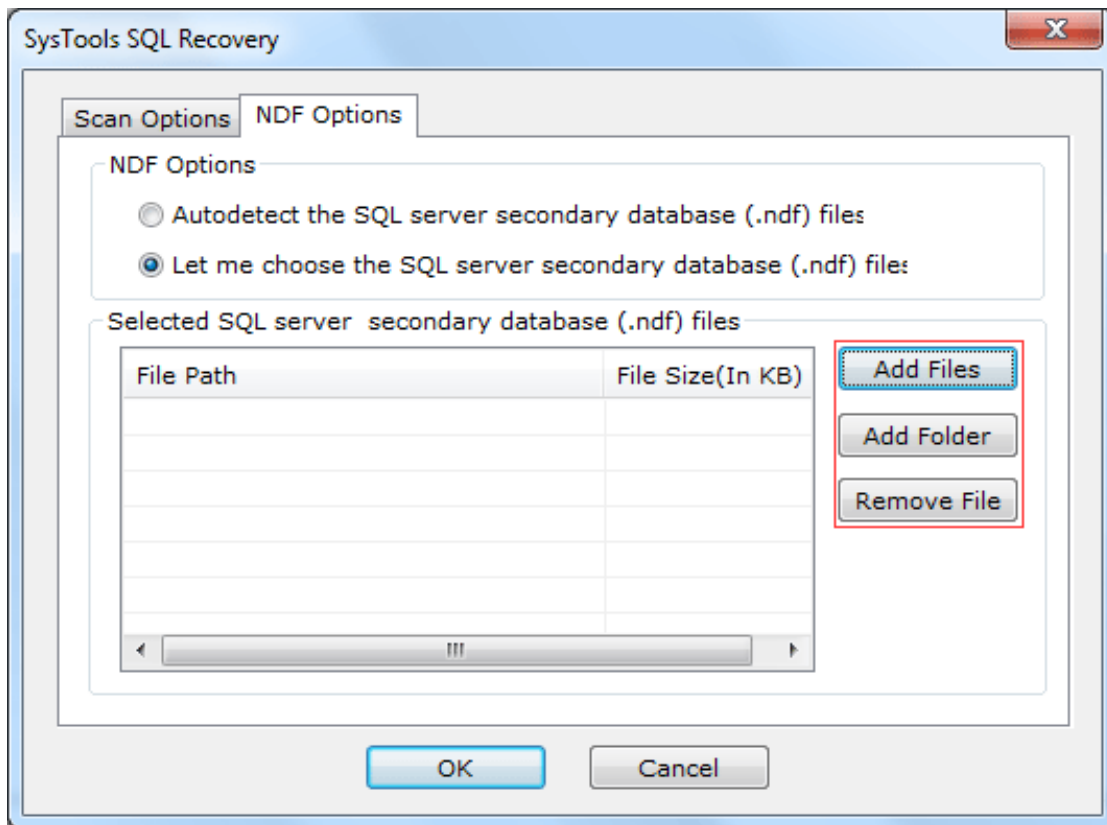 SysTools SQL Recovery
Scan Options
NDF Options
NDF Options
Autodetect the SQL server secondary database (.ndf) files
Let me choose the SQL server secondary database (.ndf) files
Selected SQL server secondary database (.ndf) files
File Path
File Size(In KB)
Add Files
Add Folder
Remove File
OK
Cancel